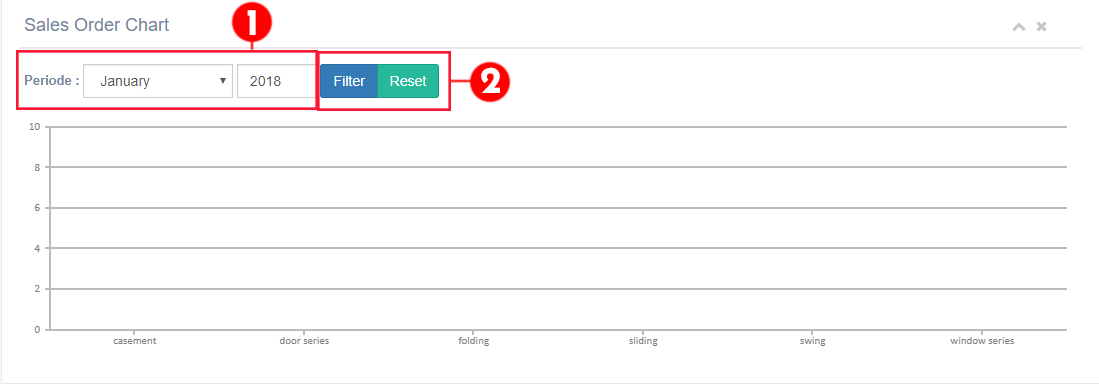 Sales Order Chart
1
Periode : January 2018 Filter Reset
2
10
8
6
4
2
0
casement door series folding sliding swing window series